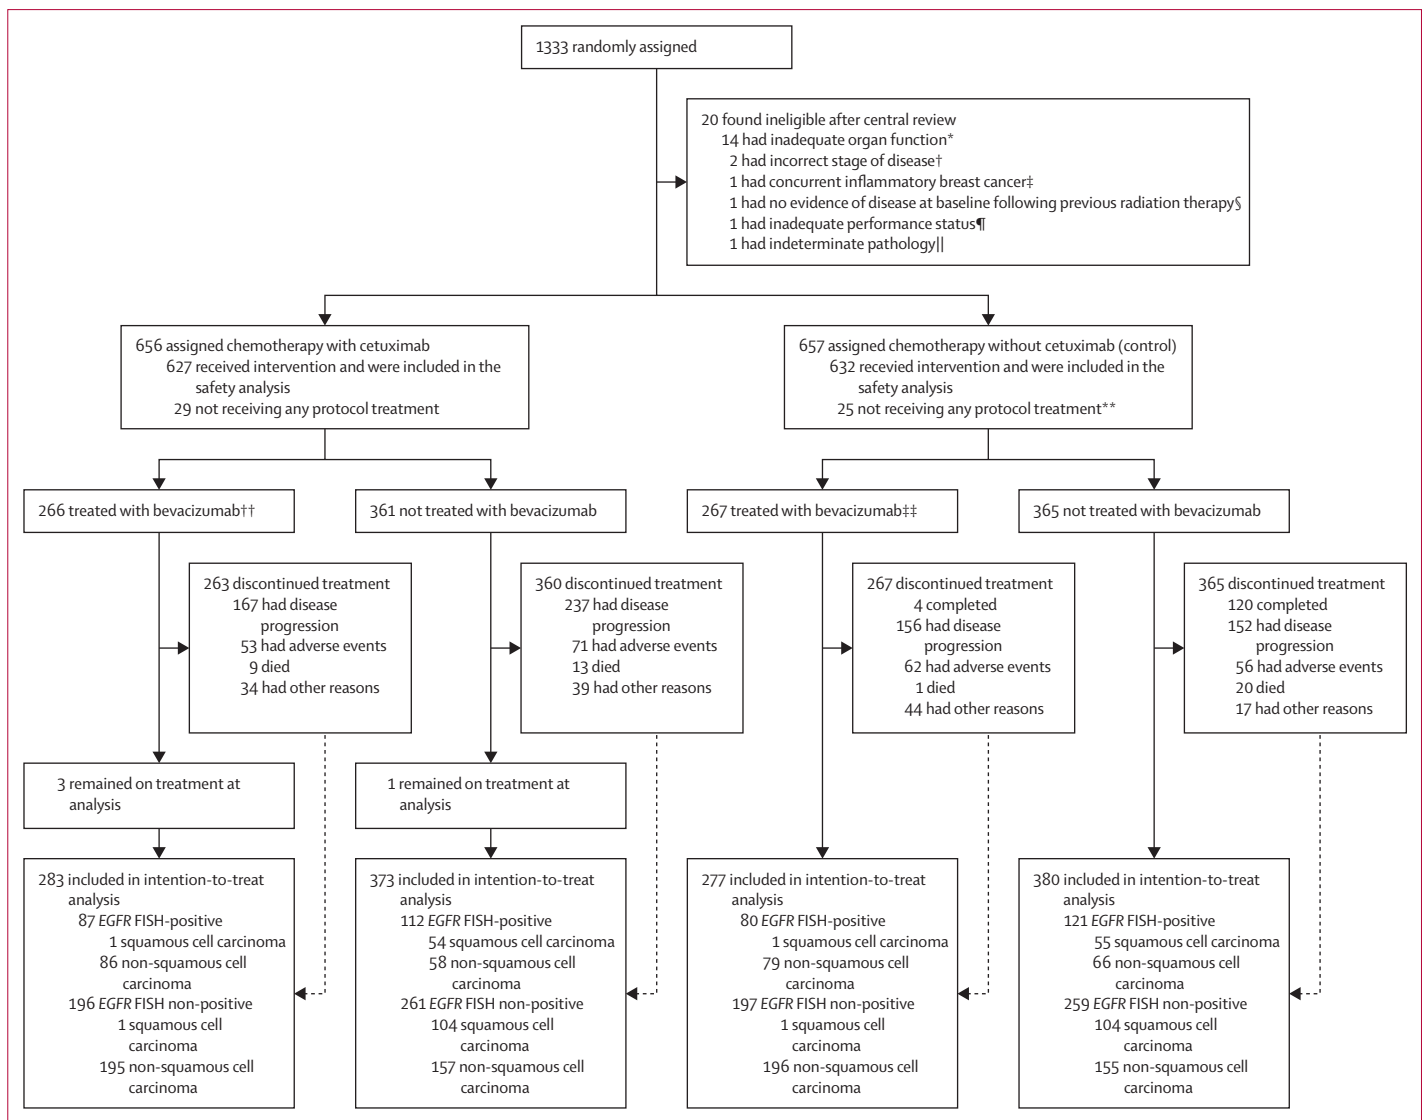 1333 randomly assigned
20 found ineligible after central review
14 had inadequate organ function*
2 had incorrect stage of disease†
1 had concurrent inflammatory breast cancer‡
1 had no evidence of disease at baseline following previous radiation therapy§
1 had inadequate performance status¶
1 had indeterminate pathology||
656 assigned chemotherapy with cetuximab
627 received intervention and were included in the
safety analysis
29 not receiving any protocol treatment
657 assigned chemotherapy without cetuximab (control)
632 recevied intervention and were included in the
safety analysis
25 not receiving any protocol treatment**
266 treated with bevacizumab††
361 not treated with bevacizumab
267 treated with bevacizumab‡‡
365 not treated with bevacizumab
263 discontinued treatment
167 had disease
progression
53 had adverse events
9 died
34 had other reasons
360 discontinued treatment
237 had disease
progression
71 had adverse events
13 died
39 had other reasons
267 discontinued treatment
4 completed
156 had disease
progression
62 had adverse events
1 died
44 had other reasons
365 discontinued treatment
120 completed
152 had disease
progression
56 had adverse events
20 died
17 had other reasons
3 remained on treatment at
analysis
1 remained on treatment at
analysis
283 included in intention-to-treat
analysis
87 EGFR FISH-positive
1 squamous cell carcinoma
86 non-squamous cell
carcinoma
196 EGFR FISH non-positive
1 squamous cell
carcinoma
195 non-squamous cell
carcinoma
373 included in intention-to-treat
analysis
112 EGFR FISH-positive
54 squamous cell carcinoma
58 non-squamous cell
carcinoma
261 EGFR FISH non-positive
104 squamous cell
carcinoma
157 non-squamous cell
carcinoma
277 included in intention-to-treat
analysis
80 EGFR FISH-positive
1 squamous cell carcinoma
79 non-squamous cell
carcinoma
197 EGFR FISH non-positive
1 squamous cell
carcinoma
196 non-squamous cell
carcinoma
380 included in intention-to-treat
analysis
121 EGFR FISH-positive
55 squamous cell carcinoma
66 non-squamous cell
carcinoma
259 EGFR FISH non-positive
104 squamous cell
carcinoma
155 non-squamous cell
carcinoma